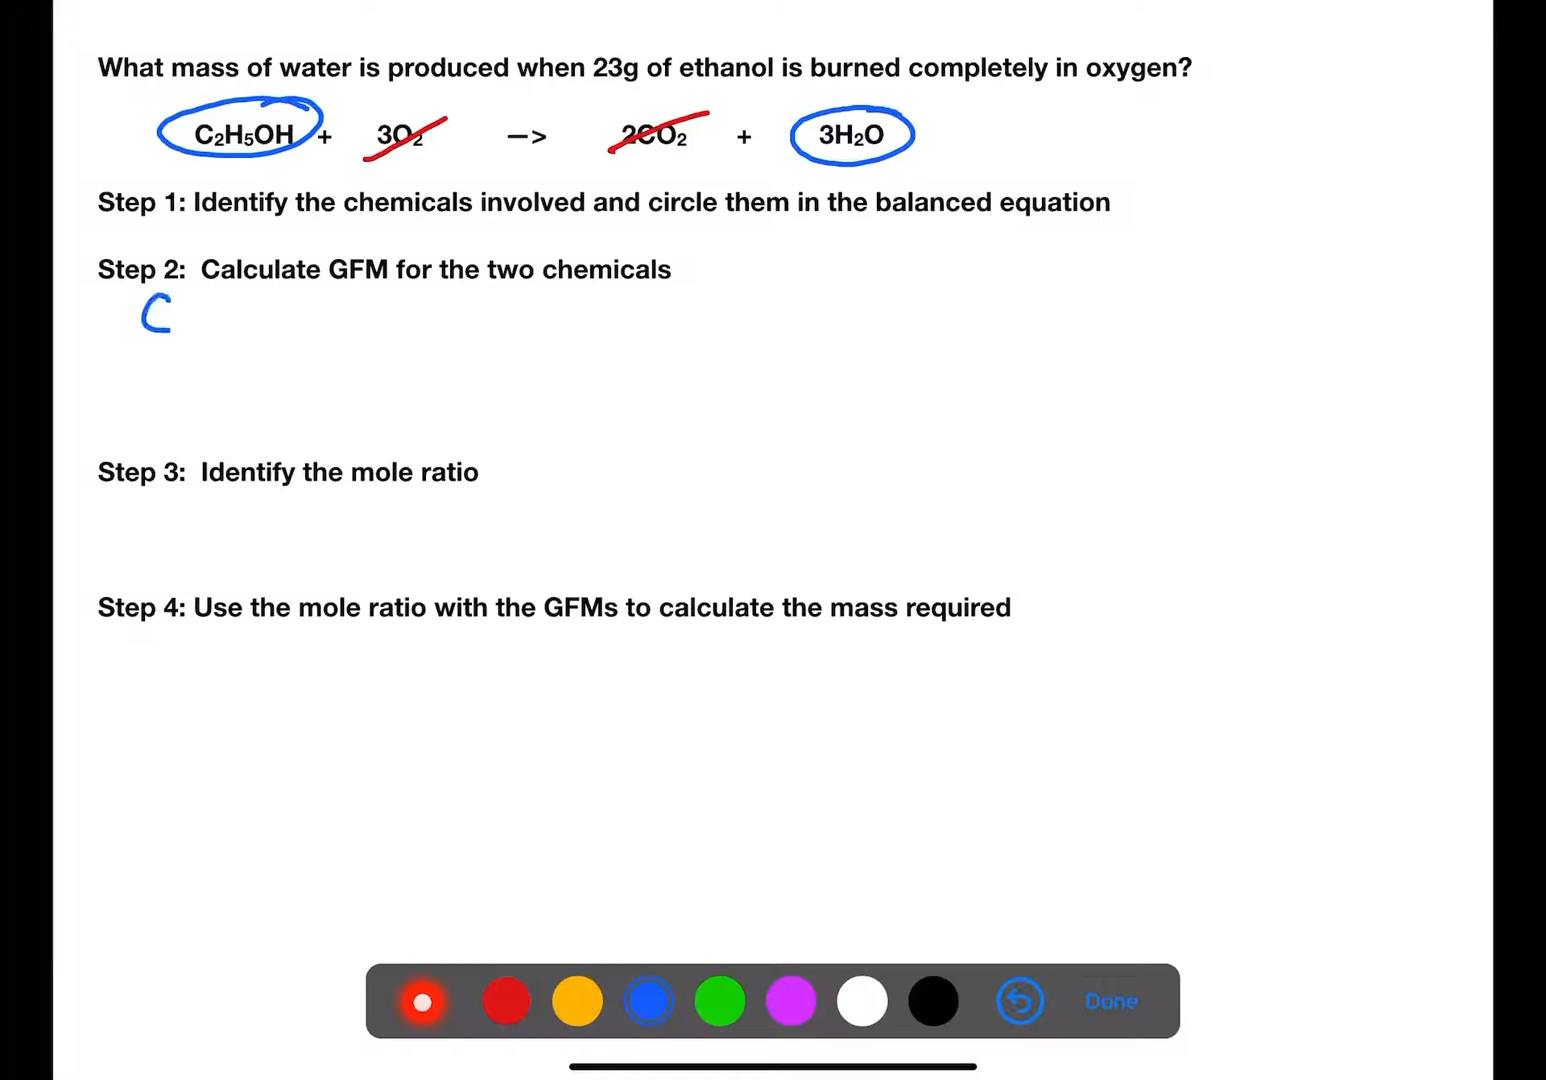 What mass of water is produced when 23g of ethanol is burned completely in oxygen?
C₂H₅OH + 3O₂ —> 2CO₂ + 3H₂O
Step 1: Identify the chemicals involved and circle them in the balanced equation
Step 2: Calculate GFM for the two chemicals
C
Step 3: Identify the mole ratio
Step 4: Use the mole ratio with the GFMs to calculate the mass required
Done